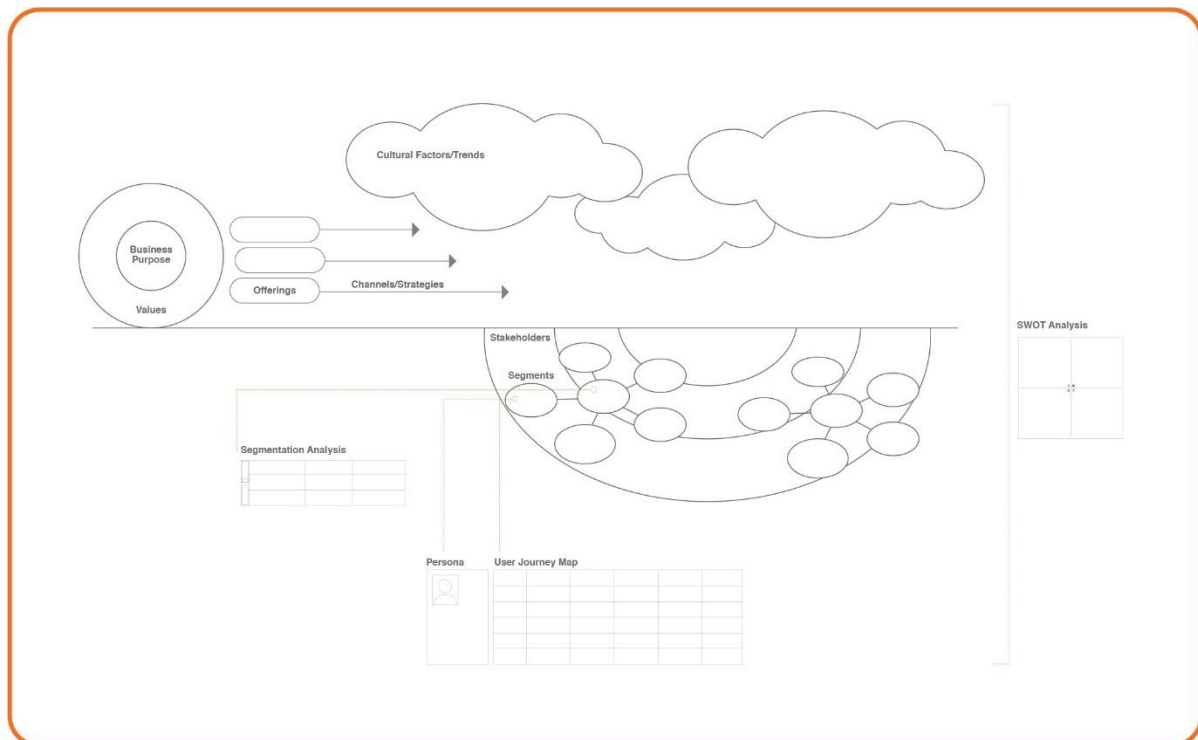 Cultural Factors/Trends
Business
Purpose
Values
Offerings
Channels/Strategies
Stakeholders
Segments
SWOT Analysis
Segmentation Analysis
Persona
User Journey Map